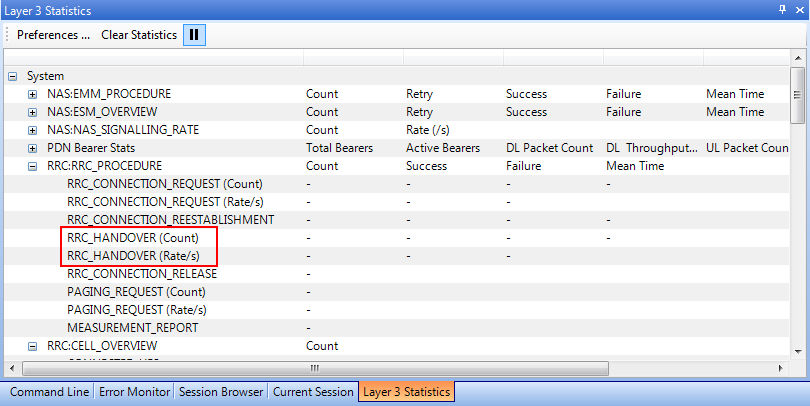 Layer 3 Statistics
Preferences ... Clear Statistics
System
NAS:EMM_PROCEDURE Count Retry Success Failure Mean Time
NAS:ESM_OVERVIEW Count Retry Success Failure Mean Time
NAS:NAS_SIGNALLING_RATE Count Rate (/s)
PDN Bearer Stats Total Bearers Active Bearers DL Packet Count DL Throughput... UL Packet Coun
RRC:RRC_PROCEDURE Count Success Failure Mean Time
RRC_CONNECTION_REQUEST (Count) - - - -
RRC_CONNECTION_REQUEST (Rate/s) - - -
RRC_CONNECTION_REESTABLISHMENT - - - -
RRC_HANDOVER (Count) - - - -
RRC_HANDOVER (Rate/s) - - -
RRC_CONNECTION_RELEASE -
PAGING_REQUEST (Count) -
PAGING_REQUEST (Rate/s) -
MEASUREMENT_REPORT -
RRC:CELL_OVERVIEW Count
Command Line Error Monitor Session Browser Current Session Layer 3 Statistics